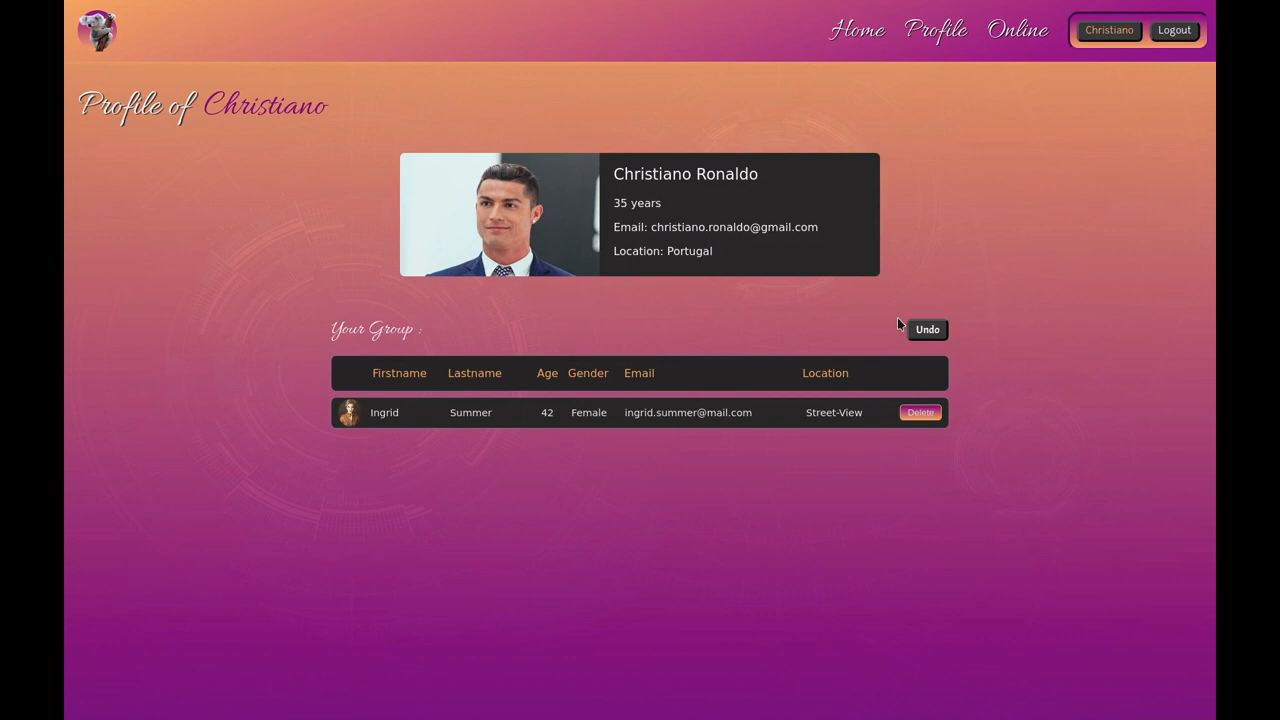 Home Profile Online Christiano Logout
Profile of Christiano
Christiano Ronaldo
35 years
Email: christiano.ronaldo@gmail.com
Location: Portugal
Your Group :
Undo
Firstname Lastname Age Gender Email Location
Ingrid Summer 42 Female ingrid.summer@mail.com Street-View Delete